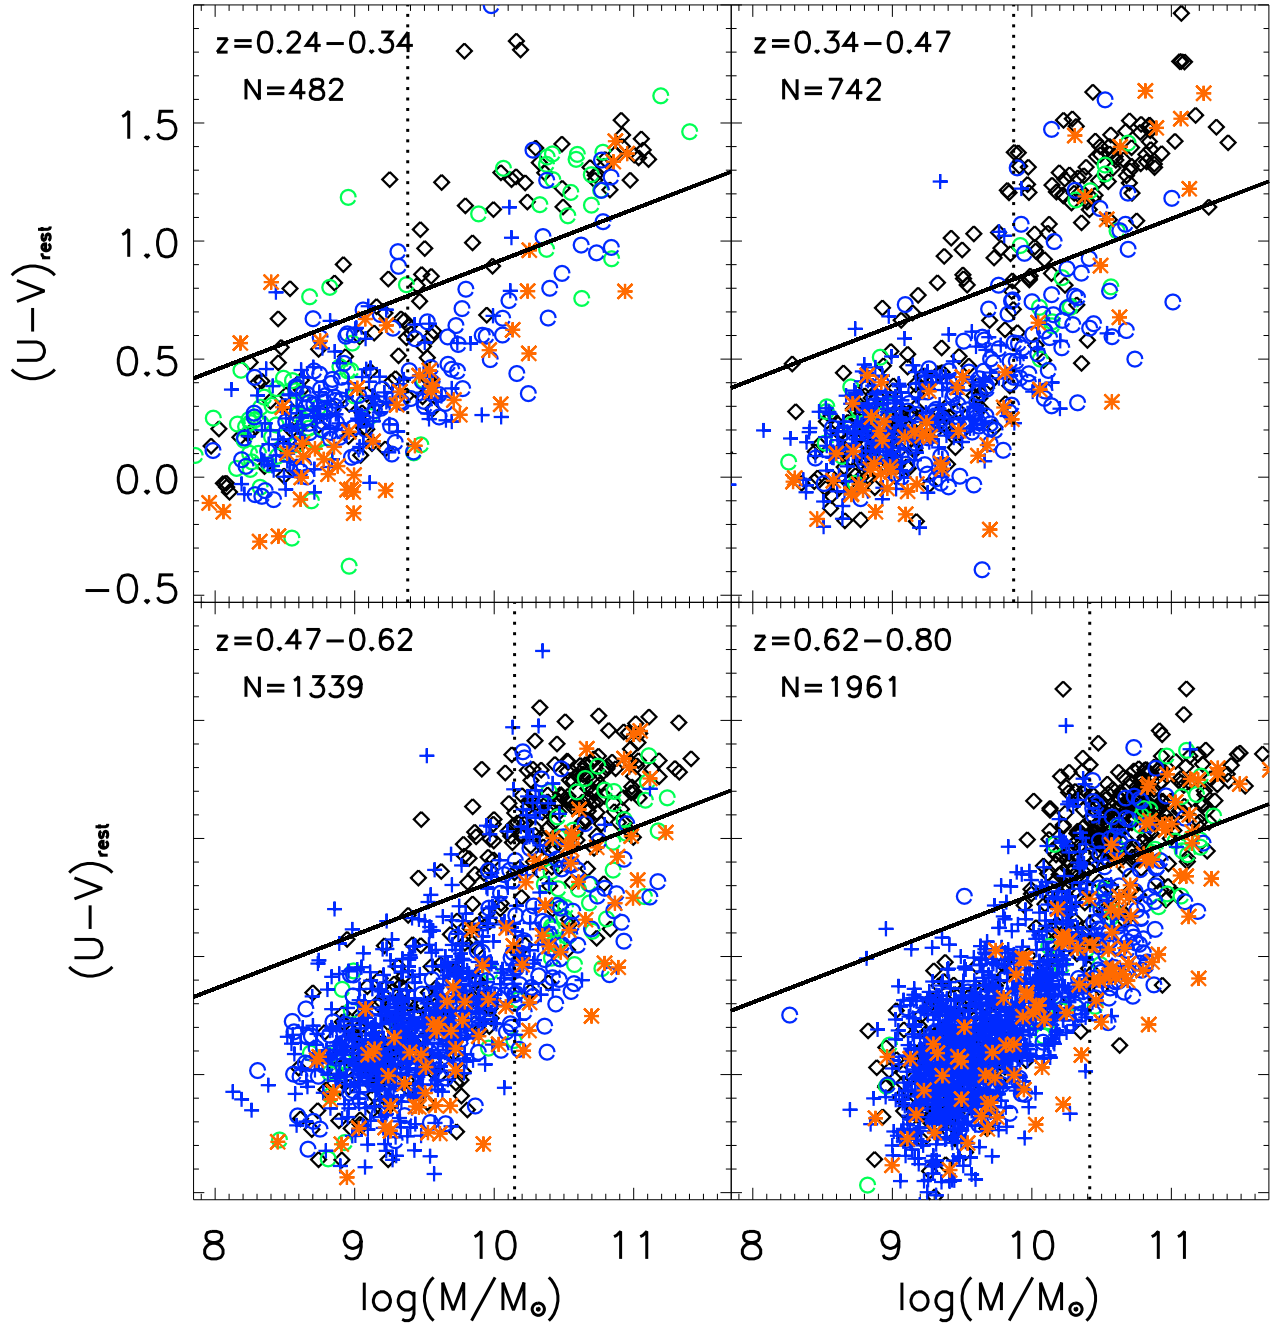 z=0.24−0.34
N=482
z=0.34−0.47
N=742
1.5
1.0
0.5
0.0
−0.5
(U−V)rest
z=0.47−0.62
N=1339
z=0.62−0.80
N=1961
(U−V)rest
8 9 10 11
8 9 10 11
log(M/M⊙)
log(M/M⊙)